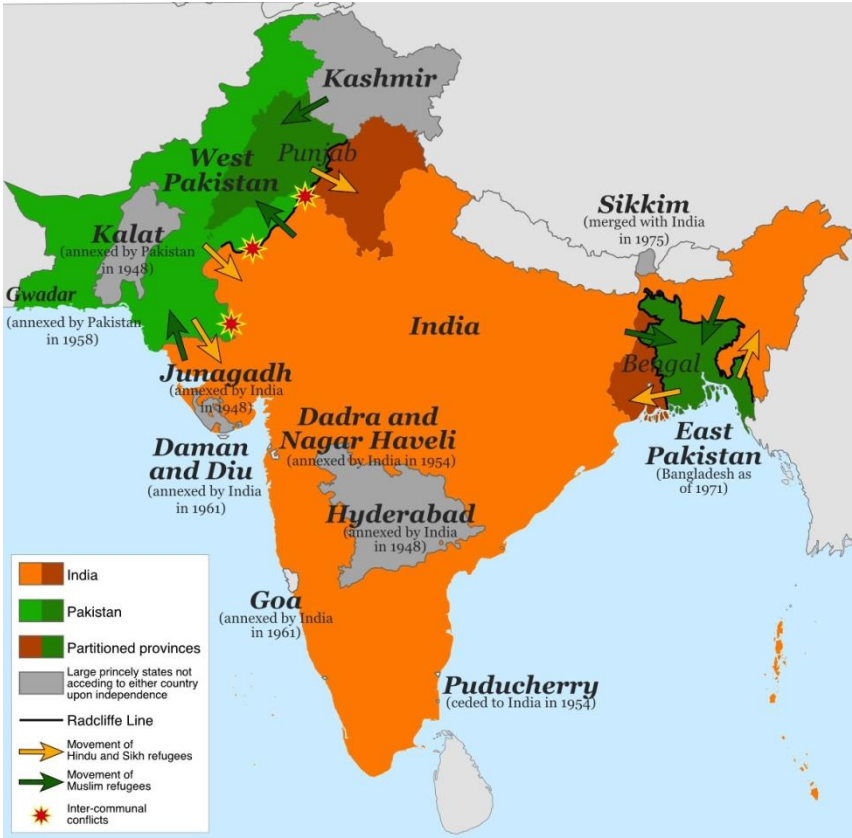 Kashmir
Punjab
West
Pakistan
Sikkim
(merged with India
in 1975)
Kalat
(annexed by Pakistan
in 1948)
Gwadar
(annexed by Pakistan
in 1958)
India
Bengal
Junagadh
(annexed by India
in 1948)
Dadra and
Nagar Haveli
(annexed by India in 1954)
Daman
and Diu
(annexed by India
in 1961)
East
Pakistan
(Bangladesh as
of 1971)
Hyderabad
(annexed by India
in 1948)
Goa
(annexed by India
in 1961)
Puducherry
(ceded to India in 1954)
India
Pakistan
Partitioned provinces
Large princely states not
acceding to either country
upon independence
Radcliffe Line
Movement of
Hindu and Sikh refugees
Movement of
Muslim refugees
Inter-communal
conflicts